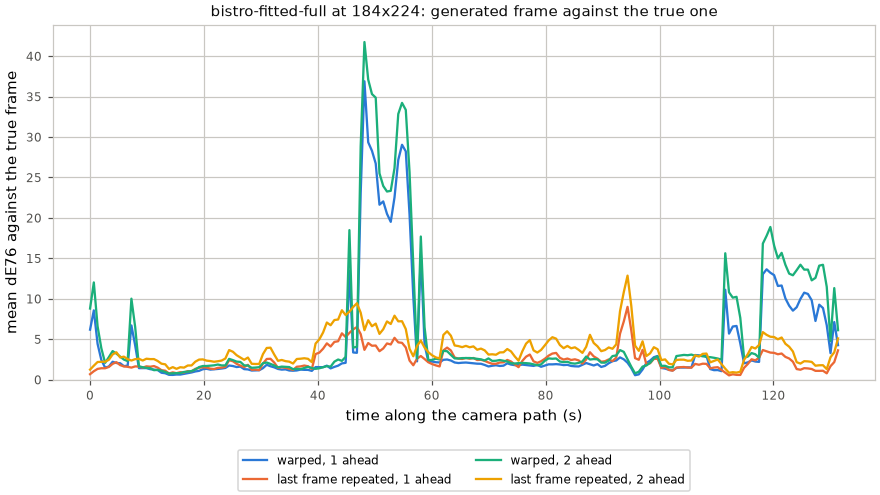 bistro-fitted-full at 184x224: generated frame against the true one
mean dE76 against the true frame
40
35
30
25
20
15
10
5
0
0 20 40 60 80 100 120
time along the camera path (s)
warped, 1 ahead warped, 2 ahead
last frame repeated, 1 ahead last frame repeated, 2 ahead